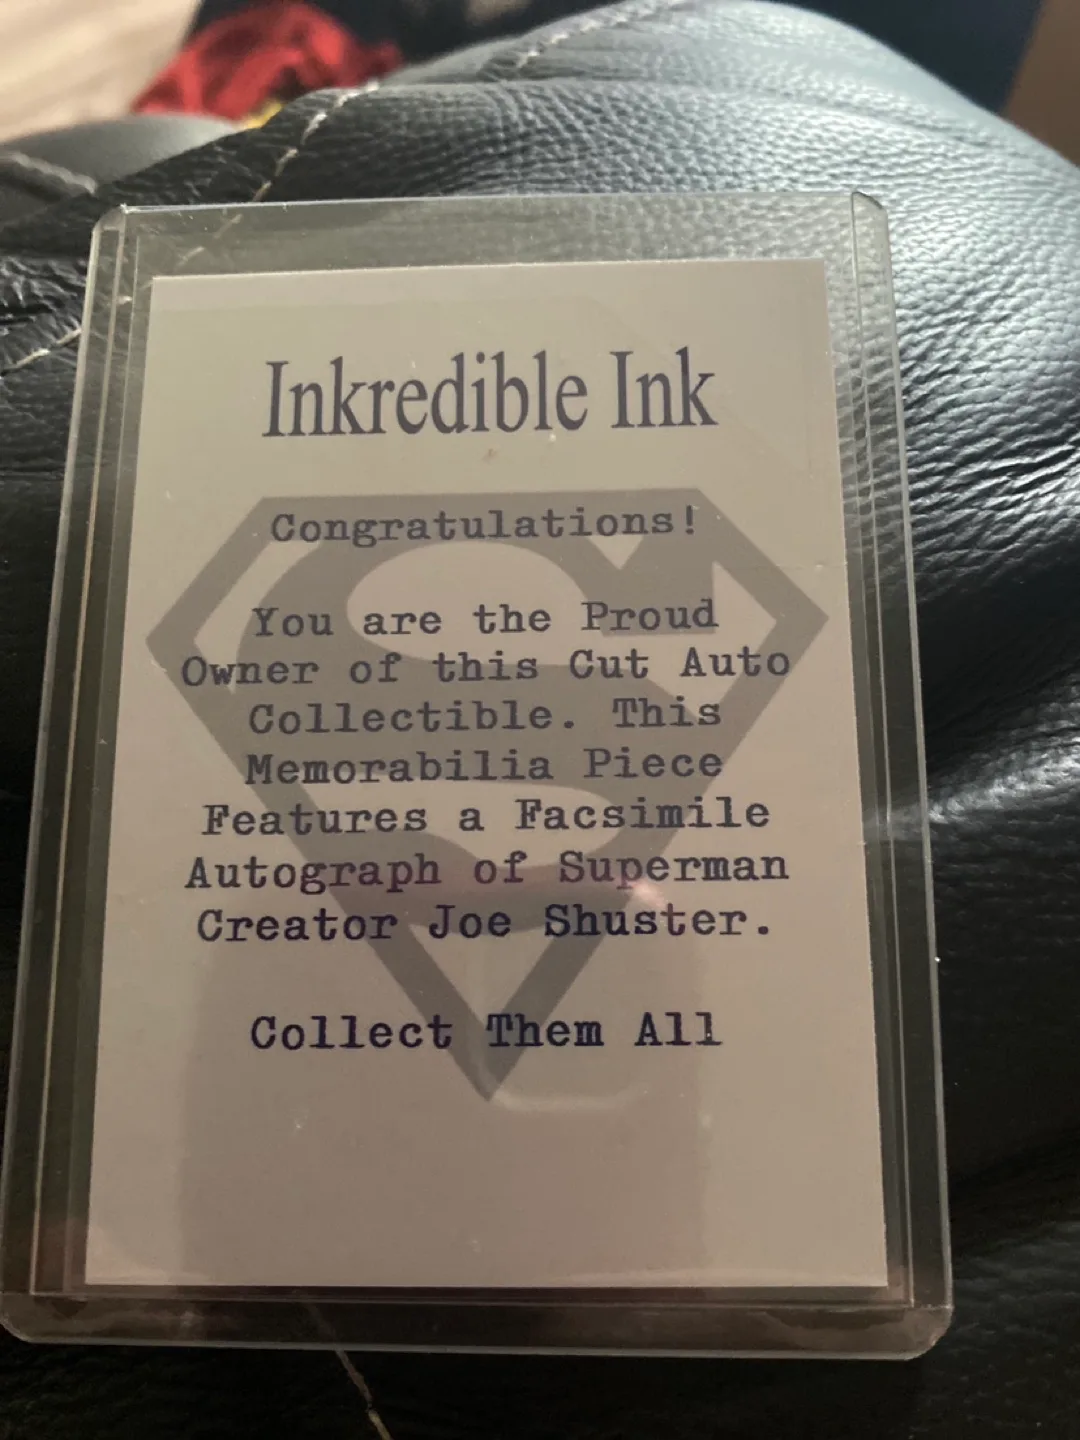 Inkredible Ink
Congratulations!
You are the Proud
Owner of this Cut Auto
Collectible. This
Memorabilia Piece
Features a Facsimile
Autograph of Superman
Creator Joe Shuster.
Collect Them All